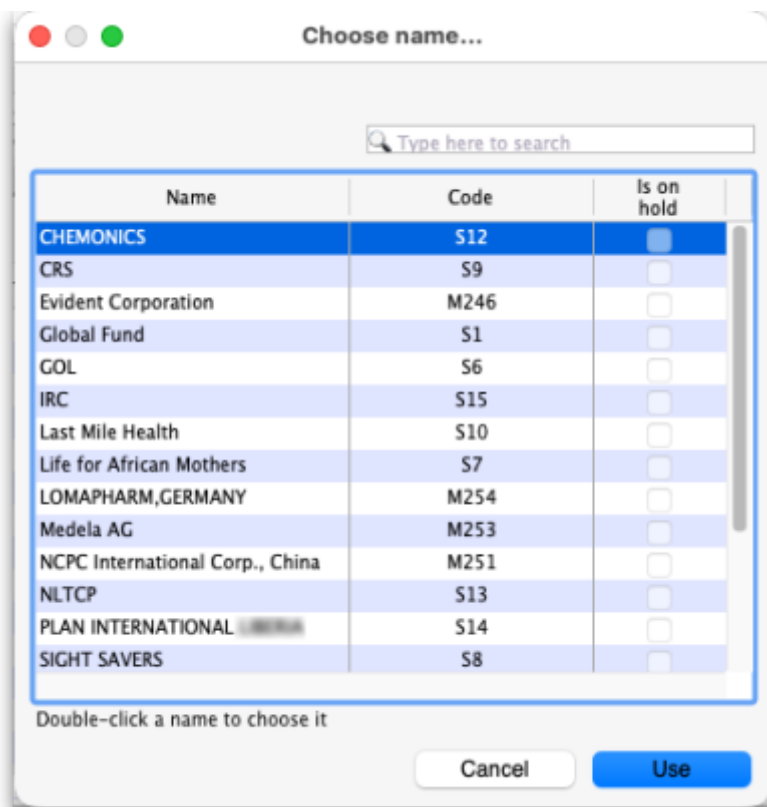 Choose name...
Type here to search
Name Code Is on hold
CHEMONICS S12
CRS S9
Evident Corporation M246
Global Fund S1
GOL S6
IRC S15
Last Mile Health S10
Life for African Mothers S7
LOMAPHARM,GERMANY M254
Medela AG M253
NCPC International Corp., China M251
NLTCP S13
PLAN INTERNATIONAL S14
SIGHT SAVERS S8
Double-click a name to choose it
Cancel Use